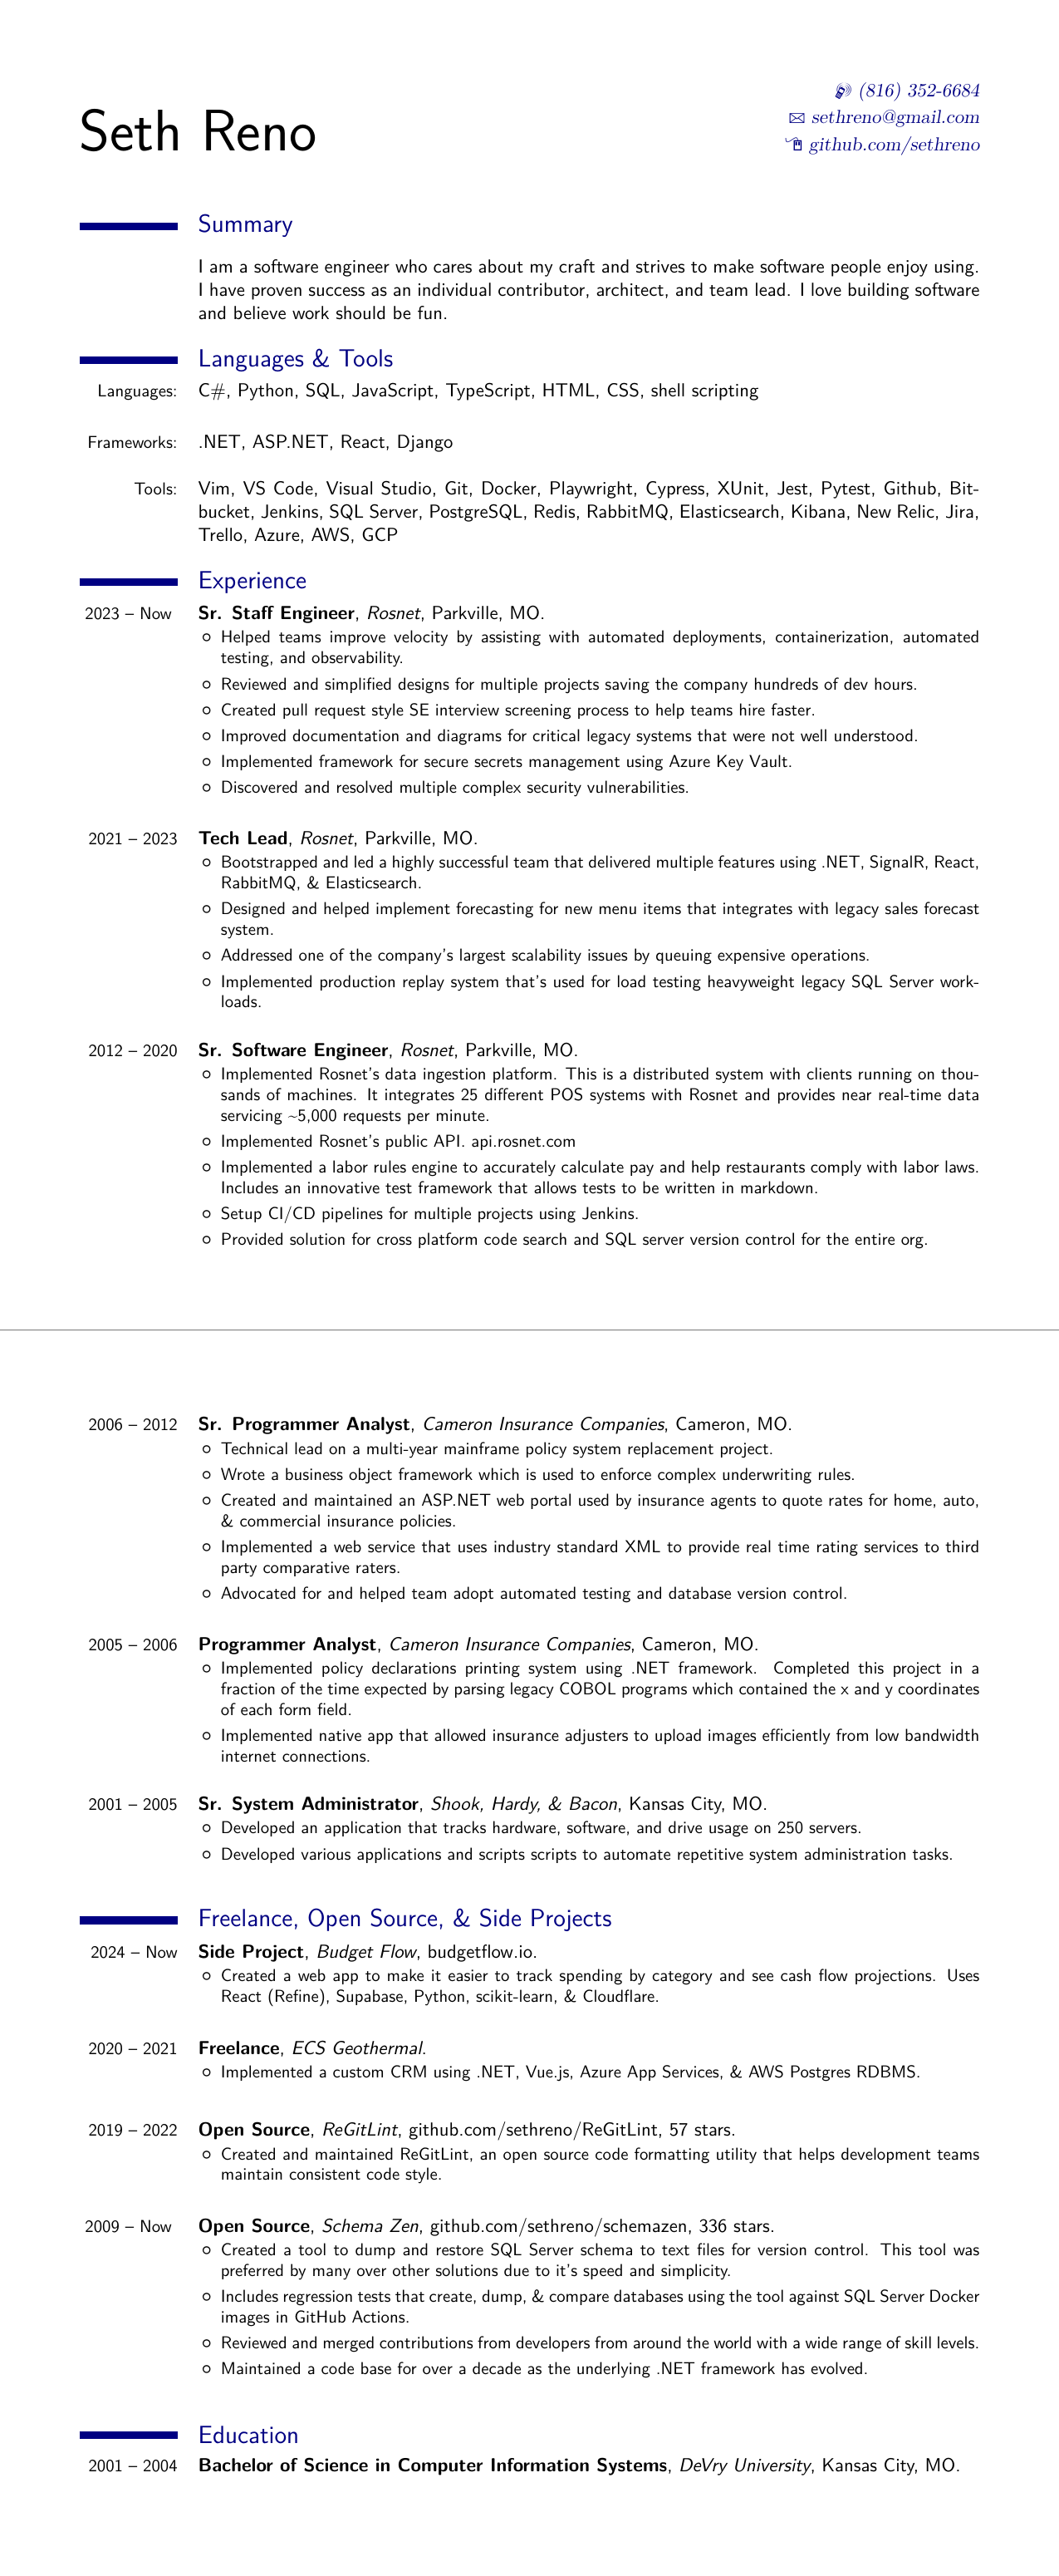 Seth Reno
(816) 352-6684
sethreno@gmail.com
github.com/sethreno
Summary
I am a software engineer who cares about my craft and strives to make software people enjoy using.
I have proven success as an individual contributor, architect, and team lead. I love building software
and believe work should be fun.
Languages & Tools
Languages: C#, Python, SQL, JavaScript, TypeScript, HTML, CSS, shell scripting
Frameworks: .NET, ASP.NET, React, Django
Tools: Vim, VS Code, Visual Studio, Git, Docker, Playwright, Cypress, XUnit, Jest, Pytest, Github, Bit-
bucket, Jenkins, SQL Server, PostgreSQL, Redis, RabbitMQ, Elasticsearch, Kibana, New Relic, Jira,
Trello, Azure, AWS, GCP
Experience
2023 – Now Sr. Staff Engineer, Rosnet, Parkville, MO.
○ Helped teams improve velocity by assisting with automated deployments, containerization, automated
testing, and observability.
○ Reviewed and simplified designs for multiple projects saving the company hundreds of dev hours.
○ Created pull request style SE interview screening process to help teams hire faster.
○ Improved documentation and diagrams for critical legacy systems that were not well understood.
○ Implemented framework for secure secrets management using Azure Key Vault.
○ Discovered and resolved multiple complex security vulnerabilities.
2021 – 2023 Tech Lead, Rosnet, Parkville, MO.
○ Bootstrapped and led a highly successful team that delivered multiple features using .NET, SignalR, React,
RabbitMQ, & Elasticsearch.
○ Designed and helped implement forecasting for new menu items that integrates with legacy sales forecast
system.
○ Addressed one of the company's largest scalability issues by queuing expensive operations.
○ Implemented production replay system that's used for load testing heavyweight legacy SQL Server work-
loads.
2012 – 2020 Sr. Software Engineer, Rosnet, Parkville, MO.
○ Implemented Rosnet's data ingestion platform. This is a distributed system with clients running on thou-
sands of machines. It integrates 25 different POS systems with Rosnet and provides near real-time data
servicing ~5,000 requests per minute.
○ Implemented Rosnet's public API. api.rosnet.com
○ Implemented a labor rules engine to accurately calculate pay and help restaurants comply with labor laws.
Includes an innovative test framework that allows tests to be written in markdown.
○ Setup CI/CD pipelines for multiple projects using Jenkins.
○ Provided solution for cross platform code search and SQL server version control for the entire org.
2006 – 2012 Sr. Programmer Analyst, Cameron Insurance Companies, Cameron, MO.
○ Technical lead on a multi-year mainframe policy system replacement project.
○ Wrote a business object framework which is used to enforce complex underwriting rules.
○ Created and maintained an ASP.NET web portal used by insurance agents to quote rates for home, auto,
& commercial insurance policies.
○ Implemented a web service that uses industry standard XML to provide real time rating services to third
party comparative raters.
○ Advocated for and helped team adopt automated testing and database version control.
2005 – 2006 Programmer Analyst, Cameron Insurance Companies, Cameron, MO.
○ Implemented policy declarations printing system using .NET framework. Completed this project in a
fraction of the time expected by parsing legacy COBOL programs which contained the x and y coordinates
of each form field.
○ Implemented native app that allowed insurance adjusters to upload images efficiently from low bandwidth
internet connections.
2001 – 2005 Sr. System Administrator, Shook, Hardy, & Bacon, Kansas City, MO.
○ Developed an application that tracks hardware, software, and drive usage on 250 servers.
○ Developed various applications and scripts scripts to automate repetitive system administration tasks.
Freelance, Open Source, & Side Projects
2024 – Now Side Project, Budget Flow, budgetflow.io.
○ Created a web app to make it easier to track spending by category and see cash flow projections. Uses
React (Refine), Supabase, Python, scikit-learn, & Cloudflare.
2020 – 2021 Freelance, ECS Geothermal.
○ Implemented a custom CRM using .NET, Vue.js, Azure App Services, & AWS Postgres RDBMS.
2019 – 2022 Open Source, ReGitLint, github.com/sethreno/ReGitLint, 57 stars.
○ Created and maintained ReGitLint, an open source code formatting utility that helps development teams
maintain consistent code style.
2009 – Now Open Source, Schema Zen, github.com/sethreno/schemazen, 336 stars.
○ Created a tool to dump and restore SQL Server schema to text files for version control. This tool was
preferred by many over other solutions due to it's speed and simplicity.
○ Includes regression tests that create, dump, & compare databases using the tool against SQL Server Docker
images in GitHub Actions.
○ Reviewed and merged contributions from developers from around the world with a wide range of skill levels.
○ Maintained a code base for over a decade as the underlying .NET framework has evolved.
Education
2001 – 2004 Bachelor of Science in Computer Information Systems, DeVry University, Kansas City, MO.